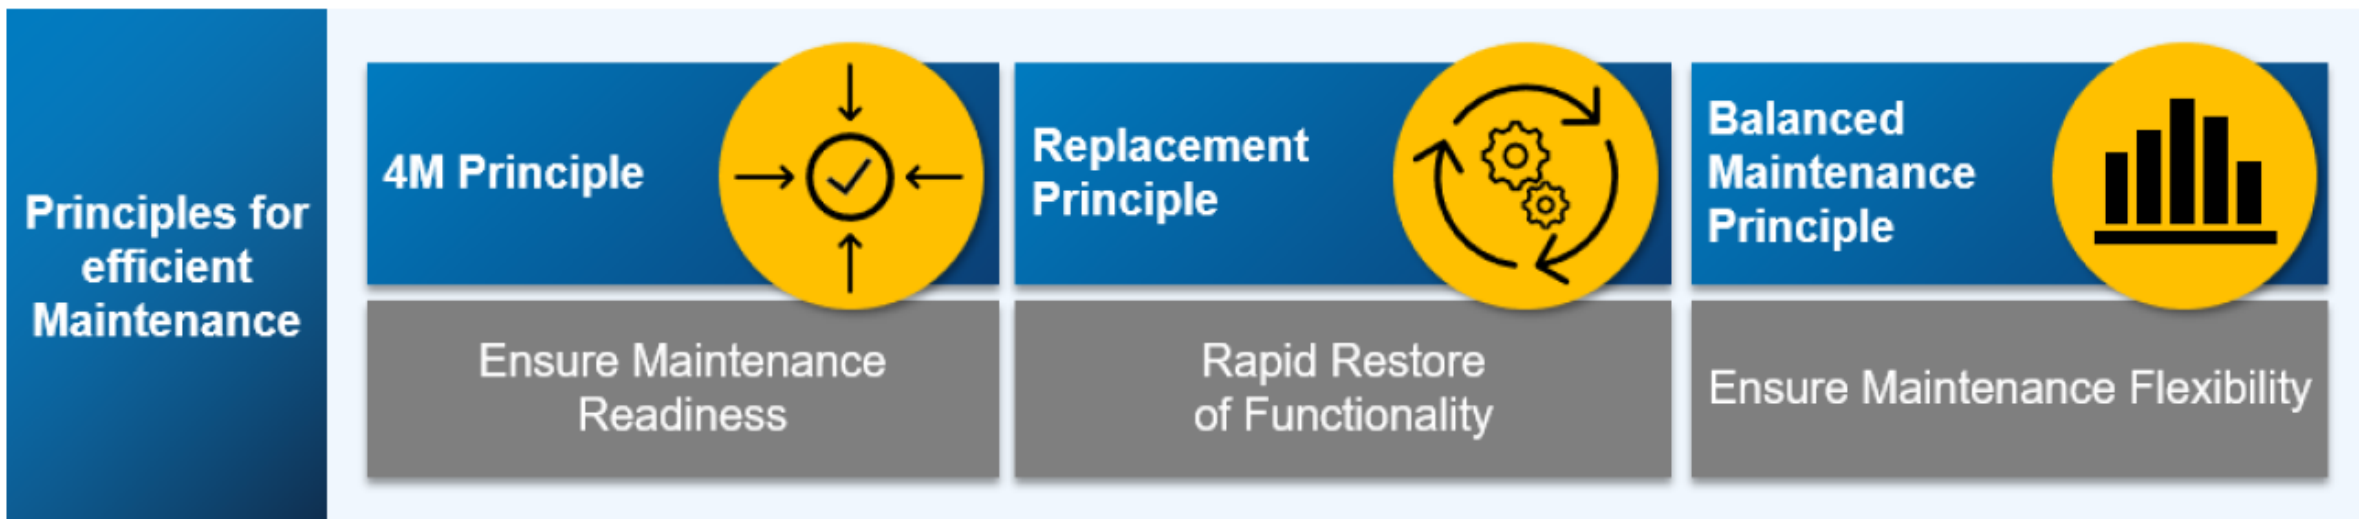 Principles for
efficient
Maintenance
4M Principle
Ensure Maintenance
Readiness
Replacement
Principle
Rapid Restore
of Functionality
Balanced
Maintenance
Principle
Ensure Maintenance Flexibility